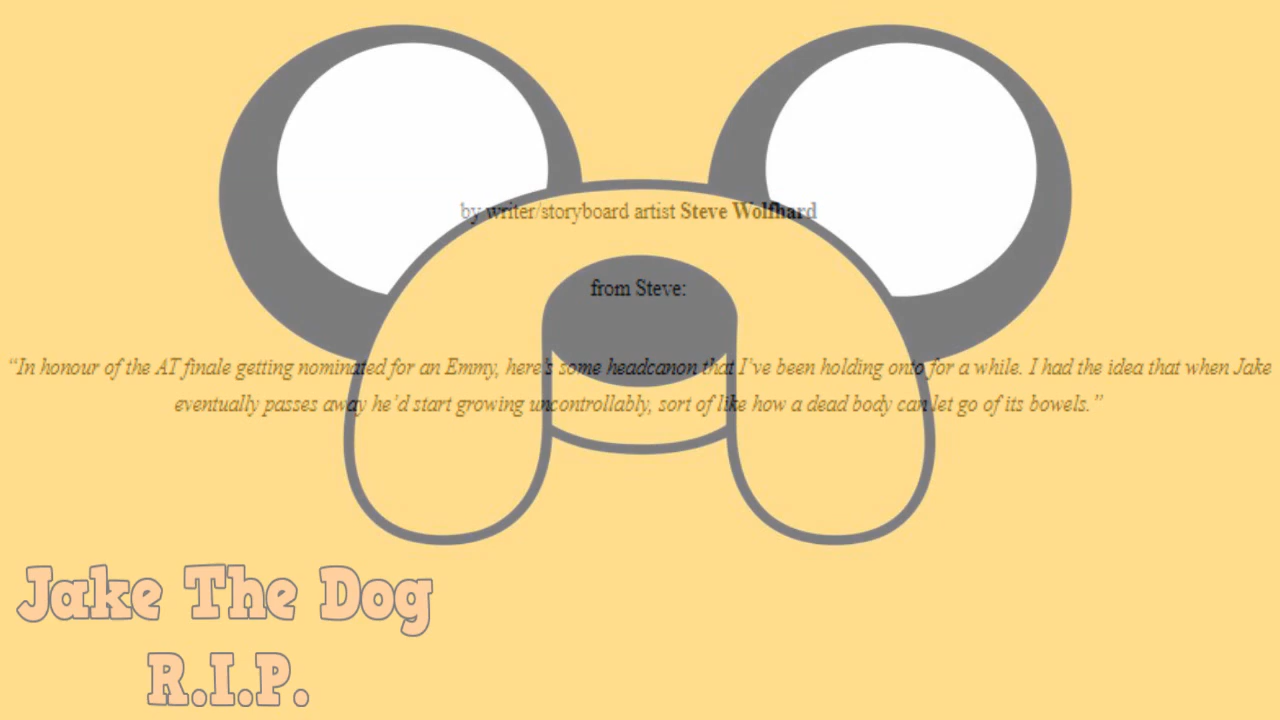 by writer/storyboard artist Steve Wolfhard
from Steve:
“In honour of the AT finale getting nominated for an Emmy, here’s some headcanon that I’ve been holding onto for a while. I had the idea that when Jake
eventually passes away he’d start growing uncontrollably, sort of like how a dead body can let go of its bowels.”
Jake The Dog
R.I.P.